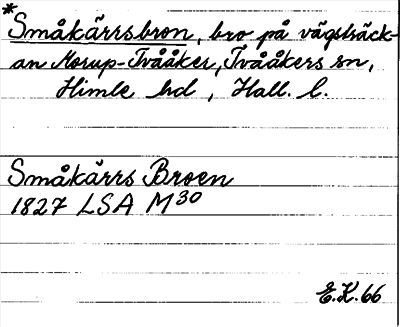 *Småkärrsbron, bro på vägsträck-
an Morup-Tvååker, Tvååkers sn,
Himle hd, Hall. l.
Småkärrs Broen
1827 LSA M30
E.K. 66